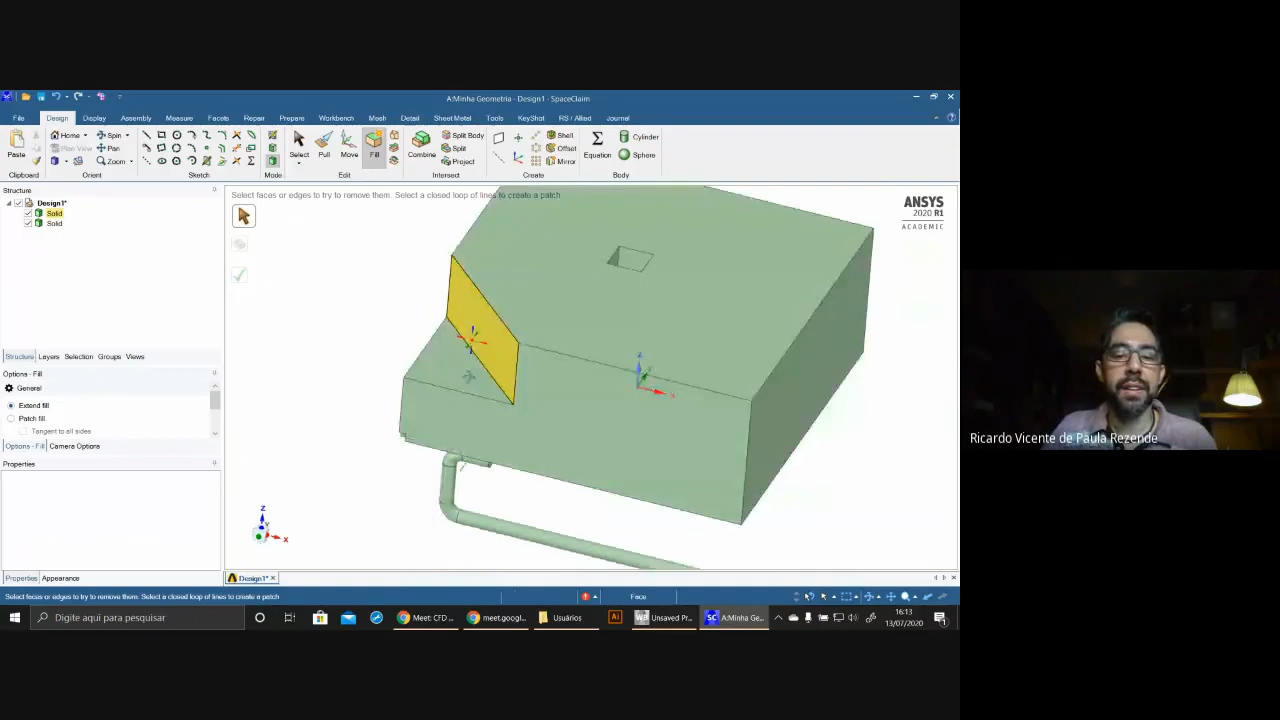 A:Minha Geometria - Design1 - SpaceClaim
File Design Display Assembly Measure Facets Repair Prepare Workbench Mesh Detail Sheet Metal Tools KeyShot RS / Allied Journal
Home Spin
Plan View Pan
Zoom
Paste
Select Pull Move Fill
Combine
Split Body
Split
Project
Shell
Offset
Mirror
Equation
Cylinder
Sphere
Clipboard Orient Sketch Mode Edit Intersect Create Body
Structure
Design1*
Solid
Solid
Structure Layers Selection Groups Views
Options - Fill
General
Extend fill
Patch fill
Tangent to all sides
Options - Fill Camera Options
Properties
Properties Appearance
Select faces or edges to try to remove them. Select a closed loop of lines to create a patch
ANSYS
2020 R1
ACADEMIC
Z
Y
X
Z
X
Design1*
Select faces or edges to try to remove them. Select a closed loop of lines to create a patch
Face
Digite aqui para pesquisar
Meet: CFD ...
meet.googl...
Usuários
Ai
WB Unsaved Pr...
SC A:Minha Ge...
16:13
13/07/2020
Ricardo Vicente de Paula Rezende